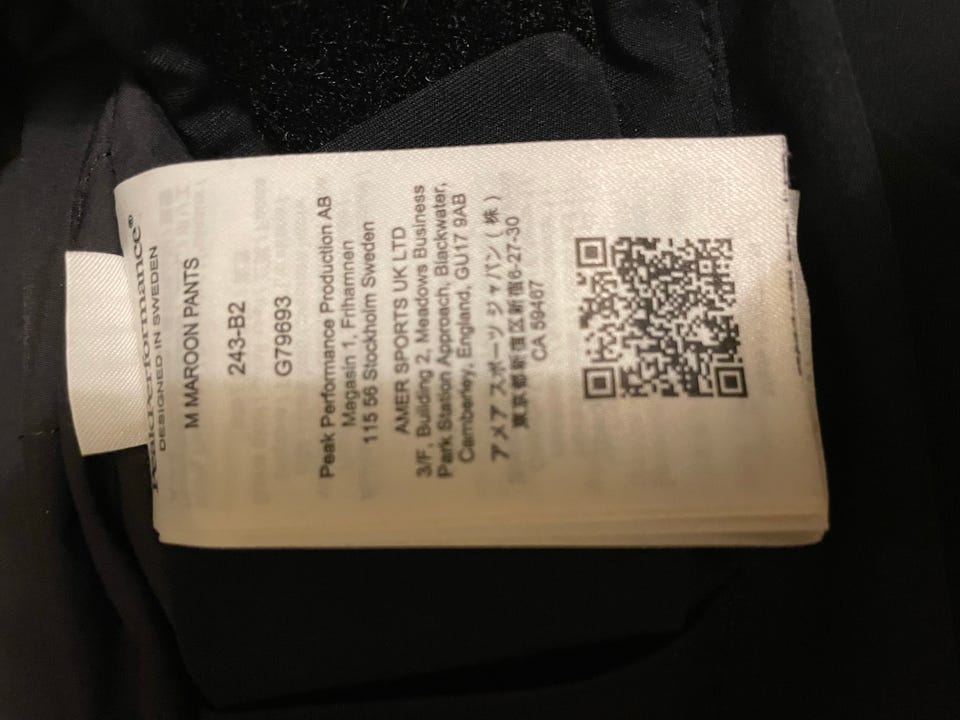 PeakPerformance®
DESIGNED IN SWEDEN
M MAROON PANTS
243-B2
G79693
Peak Performance Production AB
Magasin 1, Frihamnen
115 56 Stockholm Sweden
AMER SPORTS UK LTD
3/F, Building 2, Meadows Business
Park Station Approach, Blackwater,
Camberley, England, GU17 9AB
アメア スポーツ ジャパン (株)
東京都新宿区新宿6-27-30
CA 59467